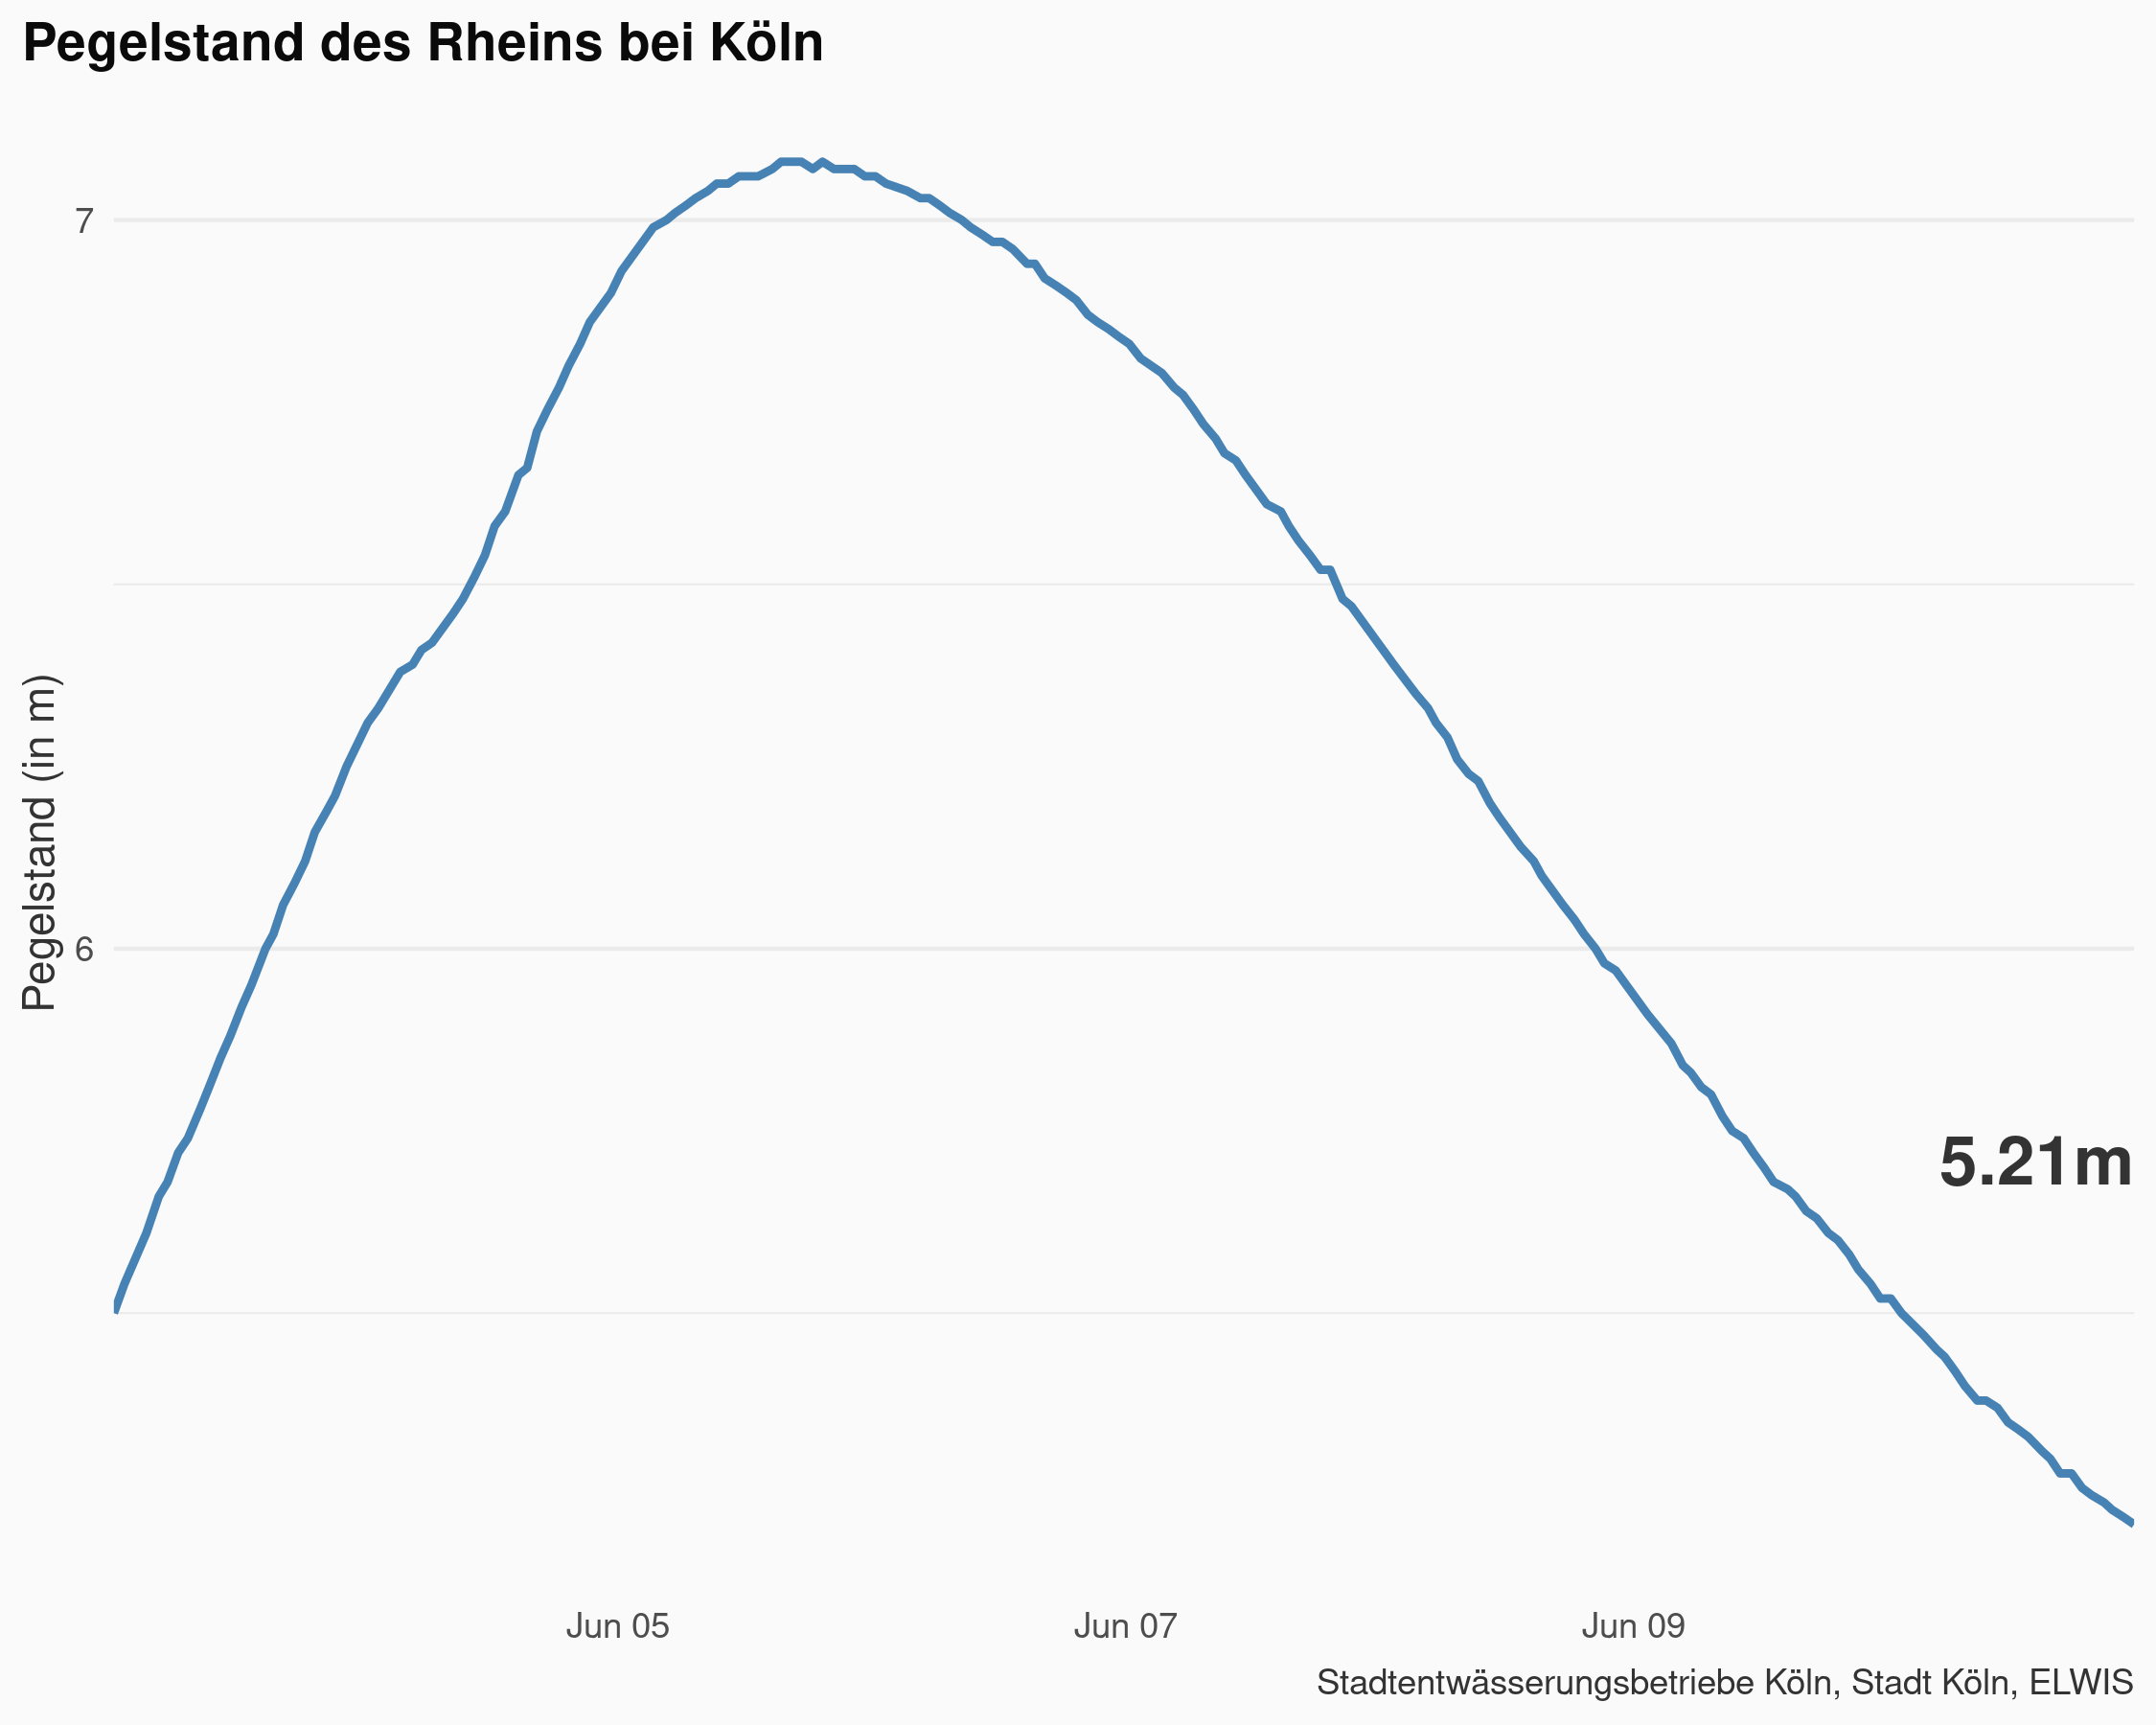 Pegelstand des Rheins bei Köln
Pegelstand (in m)
7
6
5.21m
Jun 05
Jun 07
Jun 09
Stadtentwässerungsbetriebe Köln, Stadt Köln, ELWIS